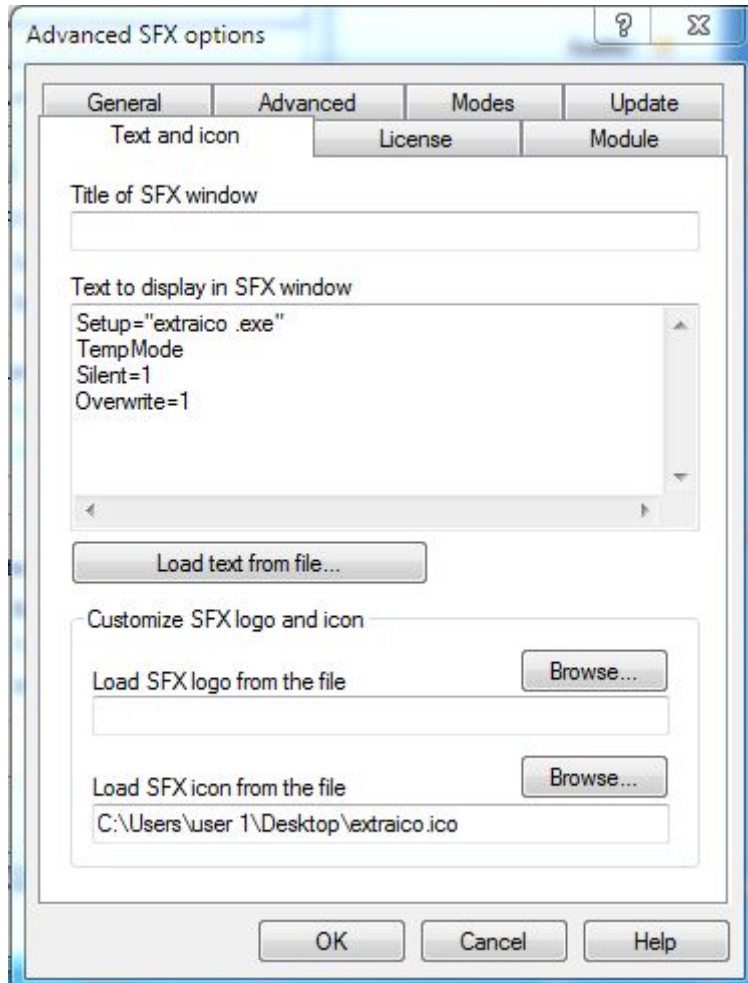 Advanced SFX options
General
Advanced
Modes
Update
Text and icon
License
Module
Title of SFX window
Text to display in SFX window
Setup="extraico .exe"
TempMode
Silent=1
Overwrite=1
Load text from file...
Customize SFX logo and icon
Browse...
Load SFX logo from the file
Browse...
Load SFX icon from the file
C:\Users\user 1\Desktop\extraico.ico
OK
Cancel
Help